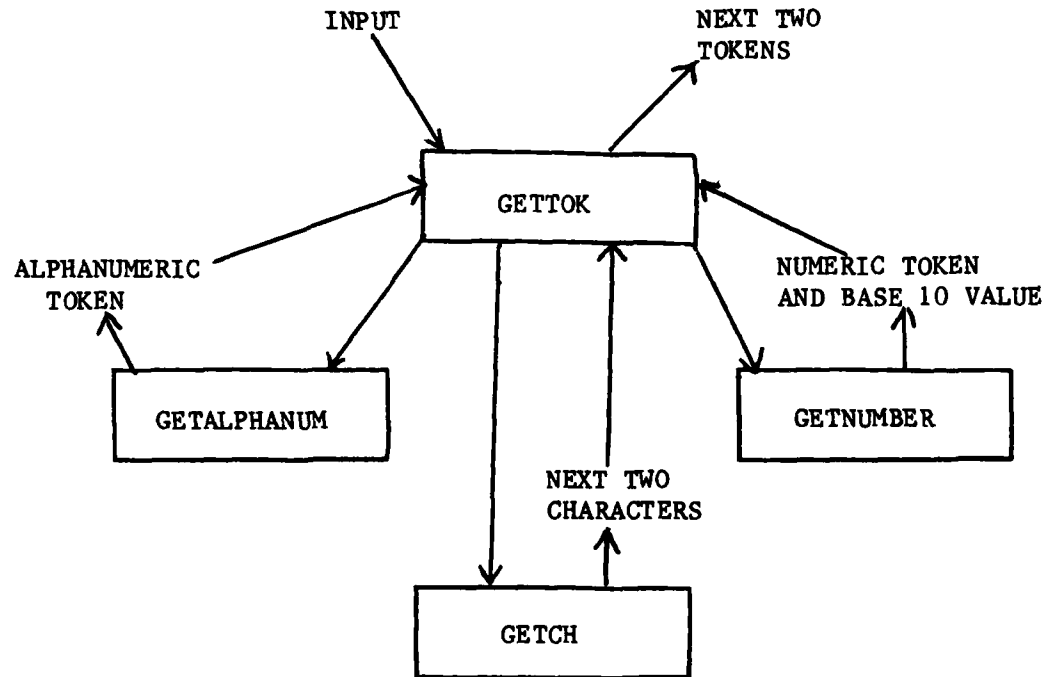 INPUT
NEXT TWO
TOKENS
GETTOK
ALPHANUMERIC
TOKEN
NUMERIC TOKEN
AND BASE 10 VALUE
GETALPHANUM
GETNUMBER
NEXT TWO
CHARACTERS
GETCH